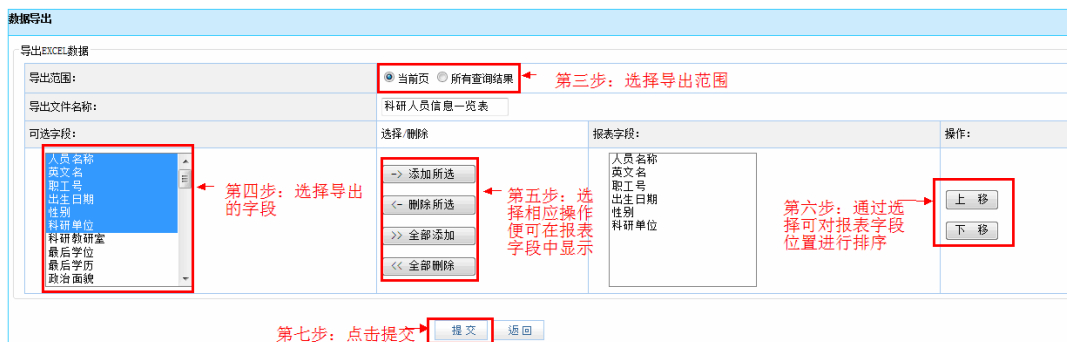 数据导出
导出EXCEL数据
导出范围：
当前页 所有查询结果
第三步：选择导出范围
导出文件名称：
科研人员信息一览表
可选字段：
选择/删除
报表字段：
操作：
人员名称
英文名
职工号
出生日期
性别
科研单位
科研教研室
最后学位
最后学历
政治面貌
第四步：选择导出
的字段
-> 添加所选
<- 删除所选
>> 全部添加
<< 全部删除
第五步：选
择相应操作
便可在报表
字段中显示
人员名称
英文名
职工号
出生日期
性别
科研单位
第六步：通过选
择可对报表字段
位置进行排序
上 移
下 移
第七步：点击提交
提 交
返 回